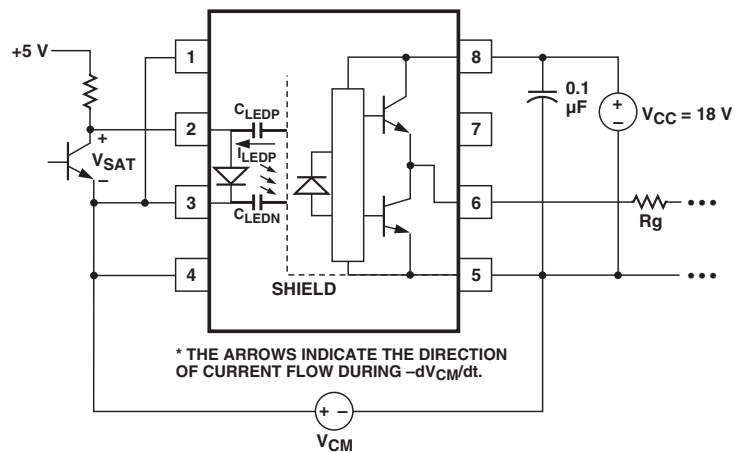 +5 V
1
2
3
4
+
VSAT
–
CLEDP
ILEDP
CLEDN
SHIELD
8
7
6
5
0.1
µF
+
–
VCC = 18 V
Rg
•••
•••
* THE ARROWS INDICATE THE DIRECTION
OF CURRENT FLOW DURING –dVCM/dt.
+ –
VCM